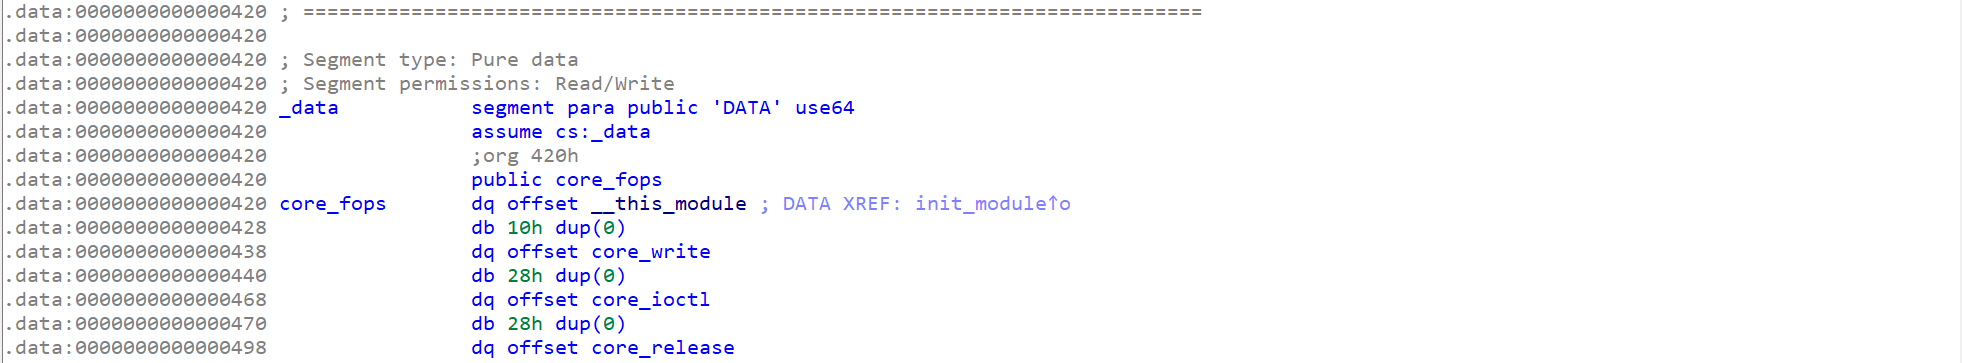 .data:0000000000000420 ; ===========================================================================
.data:0000000000000420
.data:0000000000000420 ; Segment type: Pure data
.data:0000000000000420 ; Segment permissions: Read/Write
.data:0000000000000420 _data           segment para public 'DATA' use64
.data:0000000000000420                 assume cs:_data
.data:0000000000000420                 ;org 420h
.data:0000000000000420                 public core_fops
.data:0000000000000420 core_fops       dq offset __this_module ; DATA XREF: init_module↑o
.data:0000000000000428                 db 10h dup(0)
.data:0000000000000438                 dq offset core_write
.data:0000000000000440                 db 28h dup(0)
.data:0000000000000468                 dq offset core_ioctl
.data:0000000000000470                 db 28h dup(0)
.data:0000000000000498                 dq offset core_release